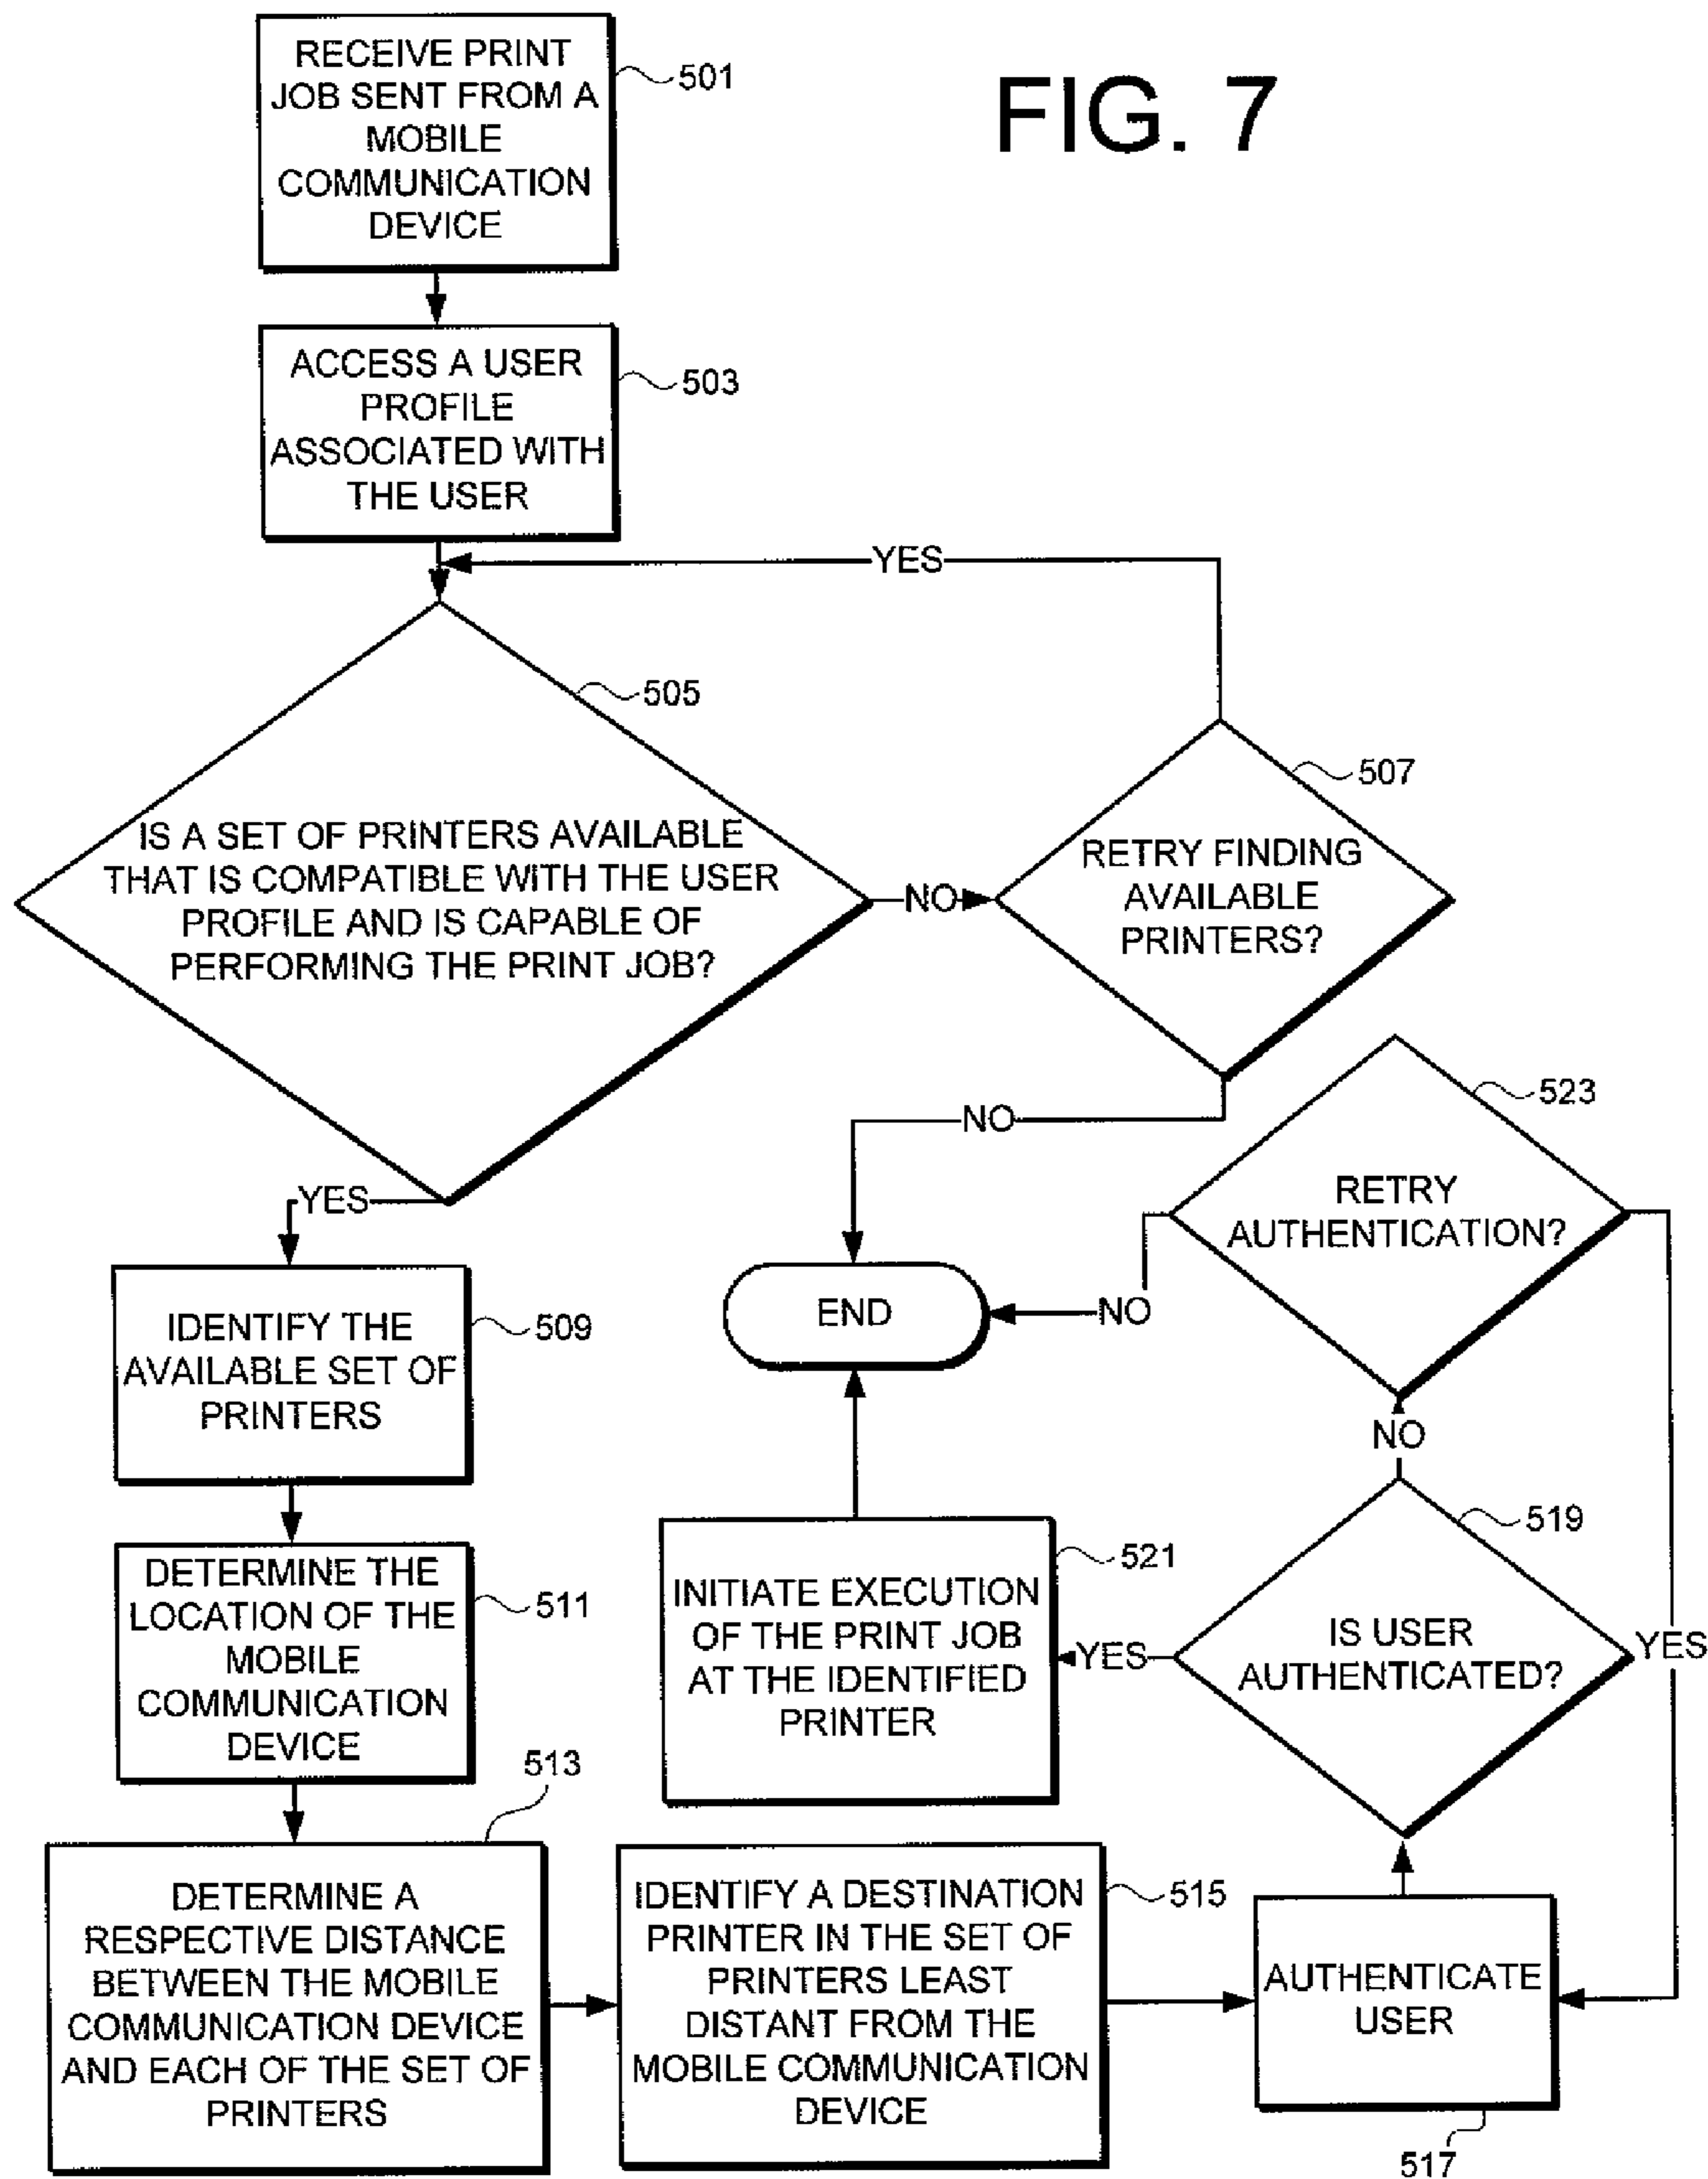 FIG. 7
RECEIVE PRINT
JOB SENT FROM A
MOBILE
COMMUNICATION
DEVICE
501
ACCESS A USER
PROFILE
ASSOCIATED WITH
THE USER
503
YES
505
IS A SET OF PRINTERS AVAILABLE
THAT IS COMPATIBLE WITH THE USER
PROFILE AND IS CAPABLE OF
PERFORMING THE PRINT JOB?
NO
507
RETRY FINDING
AVAILABLE
PRINTERS?
NO
YES
523
RETRY
AUTHENTICATION?
NO
END
IDENTIFY THE
AVAILABLE SET OF
PRINTERS
509
NO
DETERMINE THE
LOCATION OF THE
MOBILE
COMMUNICATION
DEVICE
511
INITIATE EXECUTION
OF THE PRINT JOB
AT THE IDENTIFIED
PRINTER
521
YES
519
IS USER
AUTHENTICATED?
YES
513
DETERMINE A
RESPECTIVE DISTANCE
BETWEEN THE MOBILE
COMMUNICATION DEVICE
AND EACH OF THE SET OF
PRINTERS
IDENTIFY A DESTINATION
PRINTER IN THE SET OF
PRINTERS LEAST
DISTANT FROM THE
MOBILE COMMUNICATION
DEVICE
515
AUTHENTICATE
USER
517